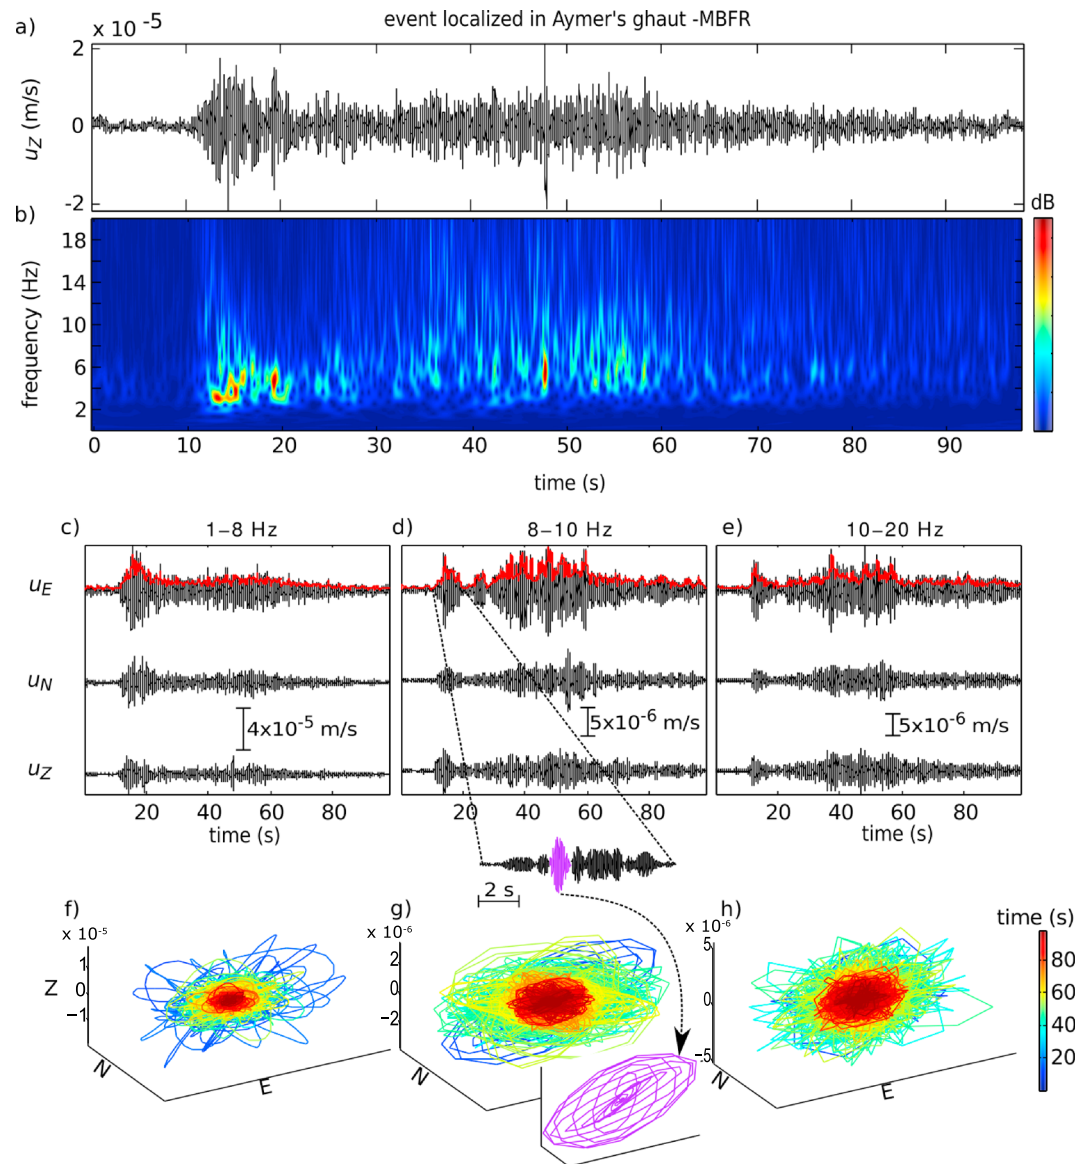 event localized in Aymer's ghaut -MBFR
a)
x 10 -5
2
0
-2
uZ (m/s)
b)
dB
18
14
10
6
2
frequency (Hz)
0 10 20 30 40 50 60 70 80 90
time (s)
c) 1–8 Hz
d) 8–10 Hz
e) 10–20 Hz
uE
uN
uZ
4x10-5 m/s
5x10-6 m/s
5x10-6 m/s
20 40 60 80
20 40 60 80
20 40 60 80
time (s)
time (s)
2 s
f)
x 10-5
1
0
−1
Z
N
E
g)
x 10-6
2
0
−2
N
h)
x 10-6
5
0
-5
N
E
time (s)
80
60
40
20